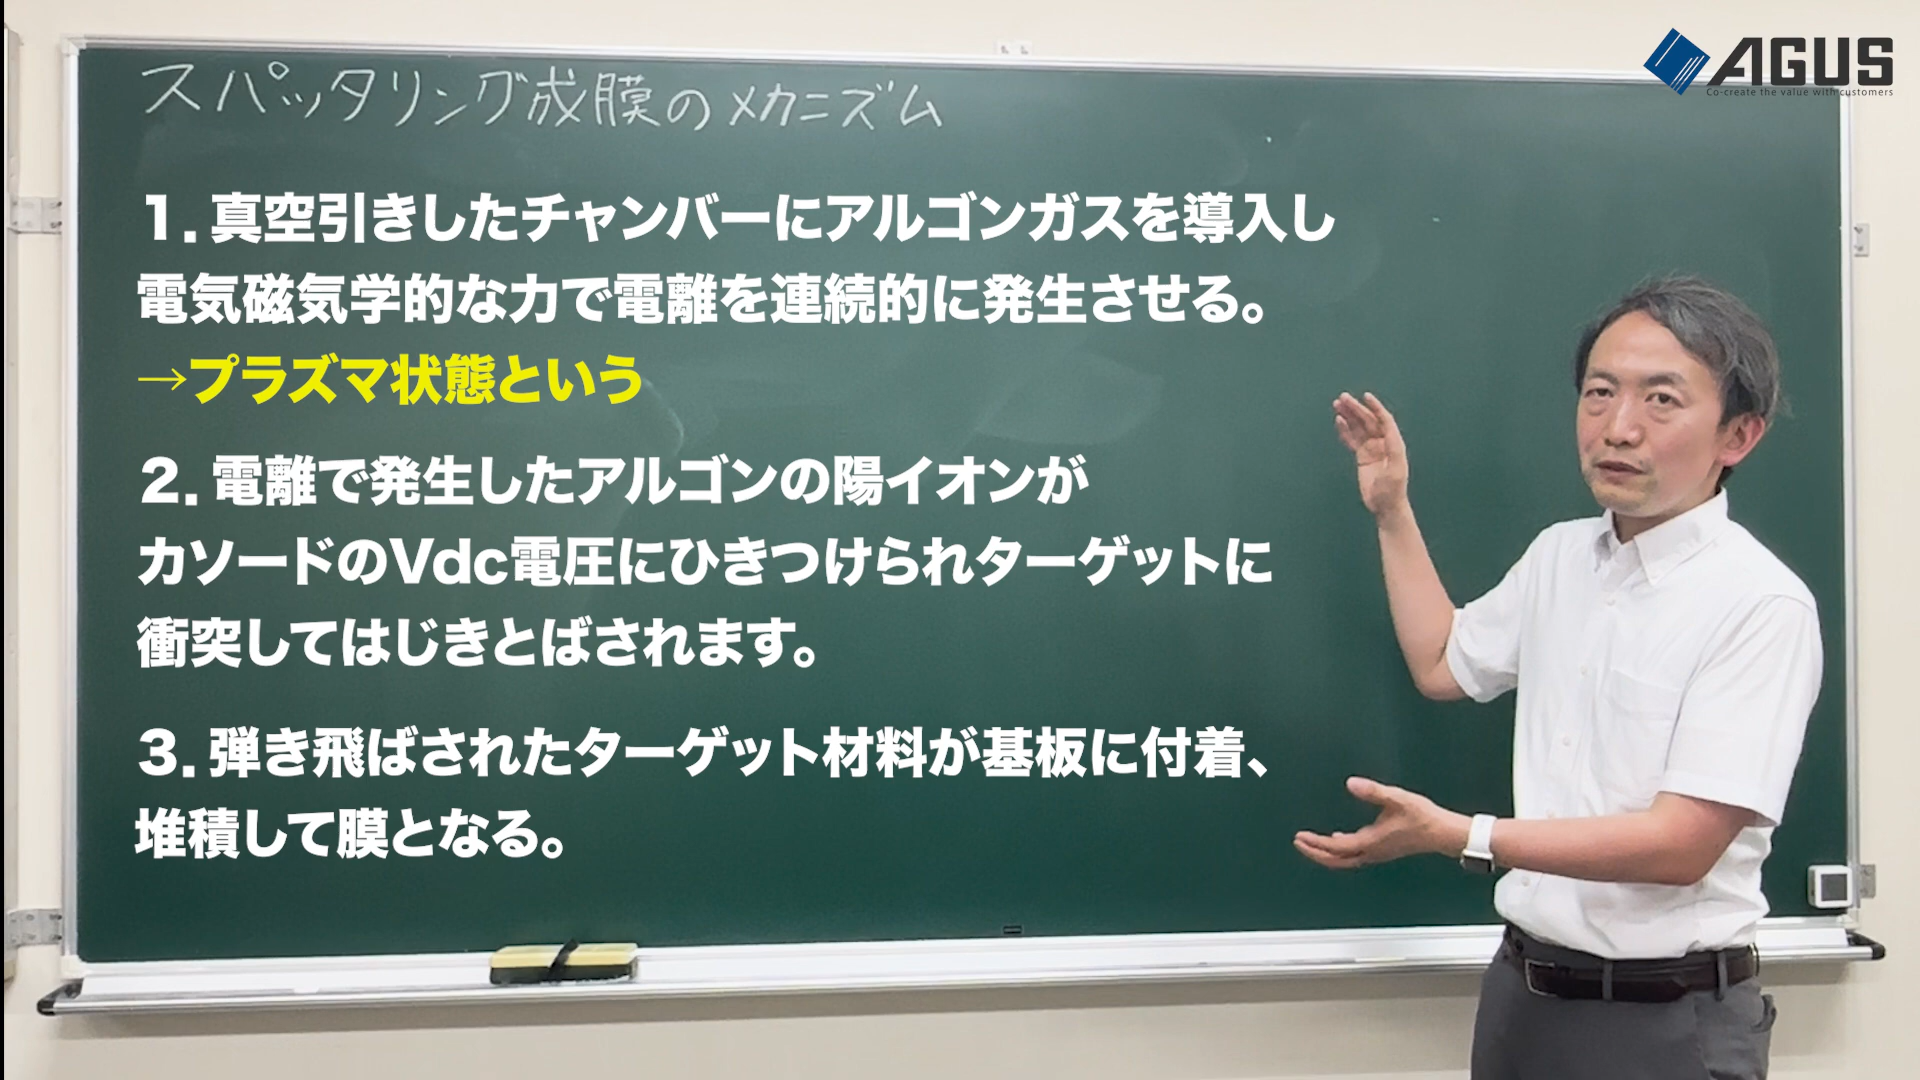 スパッタリング成膜のメカニズム
AGUS
Co-create the value with customers
1. 真空引きしたチャンバーにアルゴンガスを導入し
電気磁気学的な力で電離を連続的に発生させる。
→プラズマ状態という
2. 電離で発生したアルゴンの陽イオンが
カソードのVdc電圧にひきつけられターゲットに
衝突してはじきとばされます。
3. 弾き飛ばされたターゲット材料が基板に付着、
堆積して膜となる。